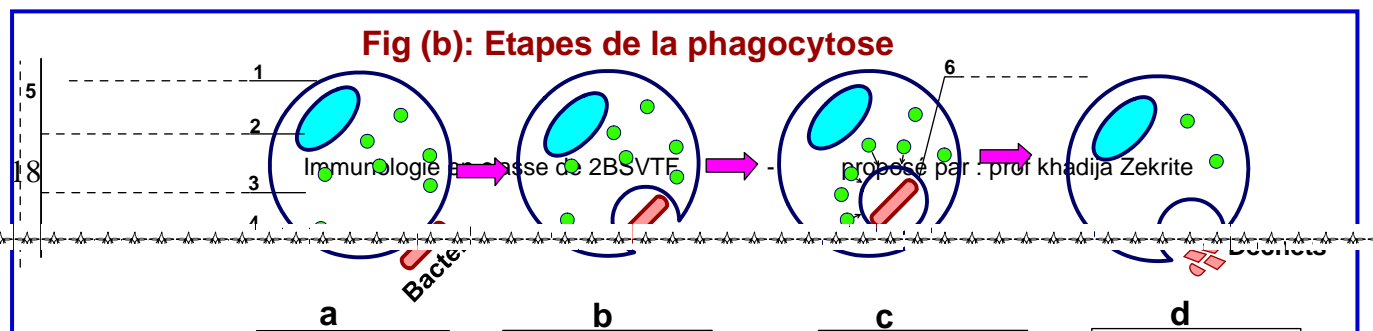 Fig (b): Etapes de la phagocytose
1
6
5
2
18
Immunologie en classe de 2BSVTF - proposé par : prof khadija Zekrite
3
4
Déchets
a
b
c
d